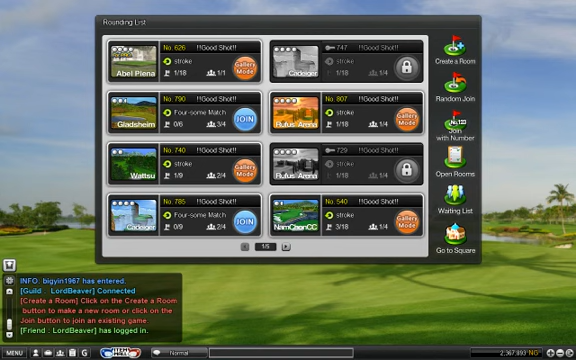 Rounding List
No. 626 !!Good Shot!!
stroke
1/18 1/1
Abel Plena
Gallery Mode
747 !!Good Shot!!
stroke
3/18 4/4
Cadeiger
No. 790 !!Good Shot!!
Four-some Match
0/6 3/4
Gladsheim
JOIN
No. 807 !!Good Shot!!
stroke
1/18 1/4
Rufus Arena
Gallery Mode
No. 740 !!Good Shot!!
stroke
1/9 2/4
Wattsu
Gallery Mode
729 !!Good Shot!!
stroke
1/18 1/4
Rufus Arena
No. 785 !!Good Shot!!
Four-some Match
0/9 2/4
Cadeiger
JOIN
No. 540 !!Good Shot!!
stroke
3/18 4/4
NamChonCC
Gallery Mode
1/5
Create a Room
Random Join
Join
with Number
Open Rooms
Waiting List
Go to Square
INFO: bigyin1967 has entered.
[Guild : LordBeaver] Connected
[Create a Room] Click on the Create a Room
button to make a new room or click on the
Join button to join an existing game.
[Friend : LordBeaver] has logged in.
MENU
G
Normal
2,367,893 NG